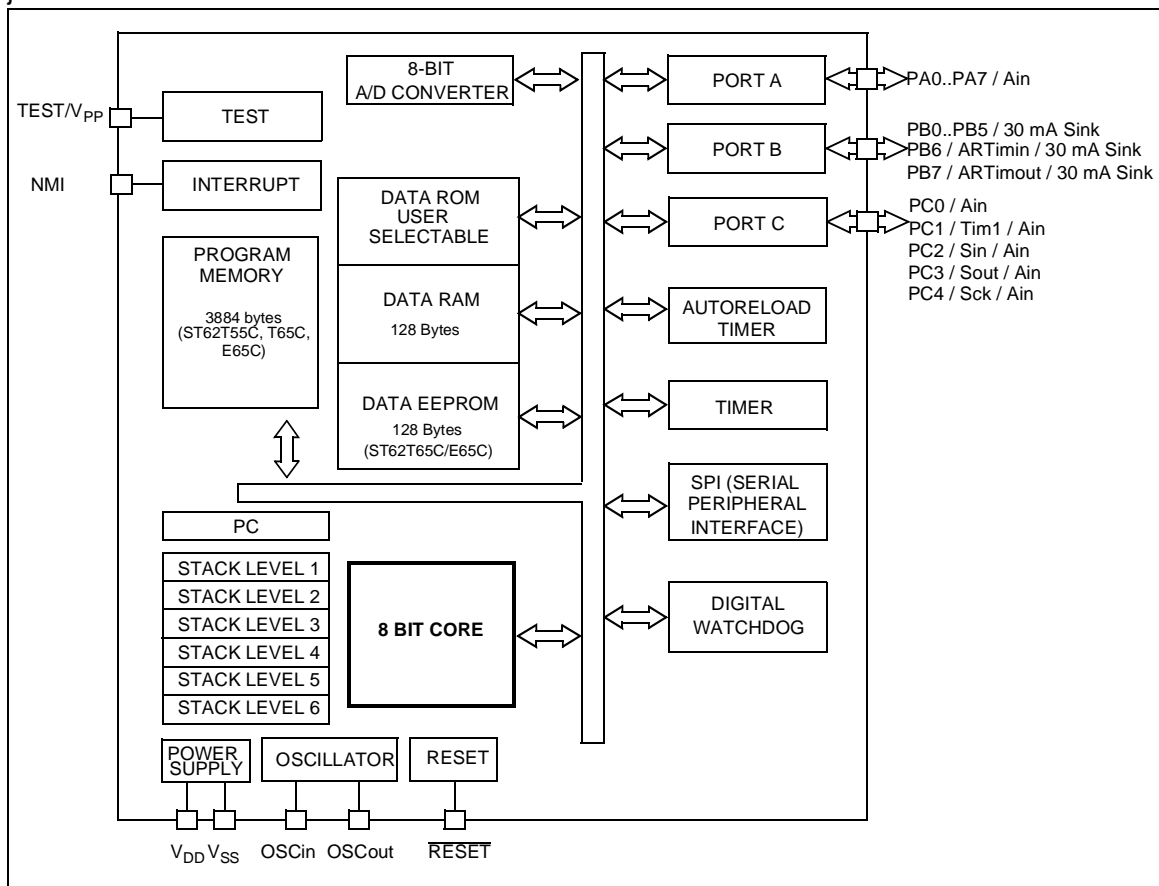 TEST/VPP
NMI
TEST
INTERRUPT
PROGRAM
MEMORY
3884 bytes
(ST62T55C, T65C,
E65C)
PC
STACK LEVEL 1
STACK LEVEL 2
STACK LEVEL 3
STACK LEVEL 4
STACK LEVEL 5
STACK LEVEL 6
POWER
SUPPLY
OSCILLATOR
RESET
VDD VSS OSCin OSCout RESET
8-BIT
A/D CONVERTER
DATA ROM
USER
SELECTABLE
DATA RAM
128 Bytes
DATA EEPROM
128 Bytes
(ST62T65C/E65C)
8 BIT CORE
PORT A
PORT B
PORT C
AUTORELOAD
TIMER
TIMER
SPI (SERIAL
PERIPHERAL
INTERFACE)
DIGITAL
WATCHDOG
PA0..PA7 / Ain
PB0..PB5 / 30 mA Sink
PB6 / ARTimin / 30 mA Sink
PB7 / ARTimout / 30 mA Sink
PC0 / Ain
PC1 / Tim1 / Ain
PC2 / Sin / Ain
PC3 / Sout / Ain
PC4 / Sck / Ain